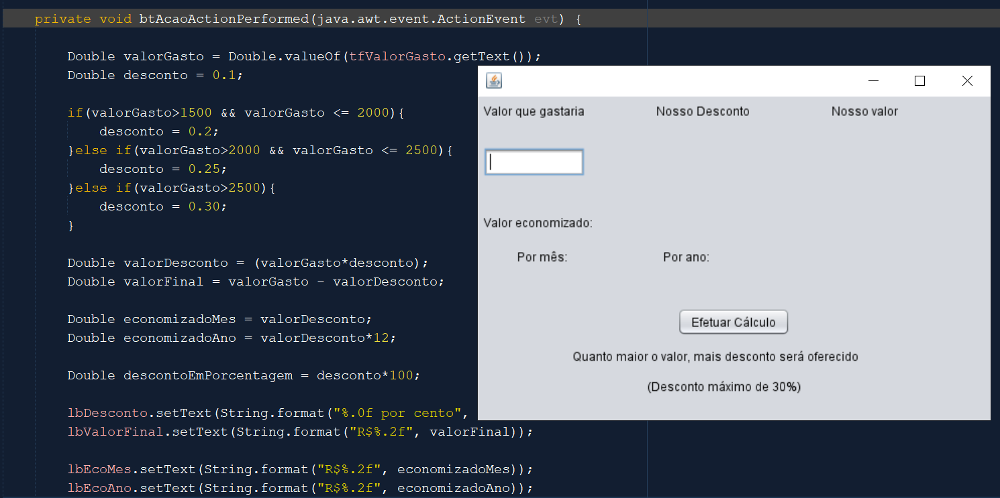 private void btAcaoActionPerformed(java.awt.event.ActionEvent evt) {
Double valorGasto = Double.valueOf(tfValorGasto.getText());
Double desconto = 0.1;
if(valorGasto>1500 && valorGasto <= 2000){
desconto = 0.2;
}else if(valorGasto>2000 && valorGasto <= 2500){
desconto = 0.25;
}else if(valorGasto>2500){
desconto = 0.30;
}
Double valorDesconto = (valorGasto*desconto);
Double valorFinal = valorGasto - valorDesconto;
Double economizadoMes = valorDesconto;
Double economizadoAno = valorDesconto*12;
Double descontoEmPorcentagem = desconto*100;
lbDesconto.setText(String.format("%.0f por cento",
lbValorFinal.setText(String.format("R$%.2f", valorFinal));
lbEcoMes.setText(String.format("R$%.2f", economizadoMes));
lbEcoAno.setText(String.format("R$%.2f", economizadoAno));
Valor que gastaria Nosso Desconto Nosso valor
Valor economizado:
Por mês: Por ano:
Efetuar Cálculo
Quanto maior o valor, mais desconto será oferecido
(Desconto máximo de 30%)